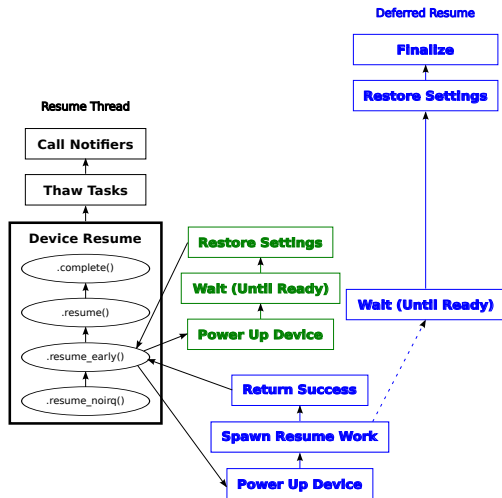 Deferred Resume
Finalize
Restore Settings
Resume Thread
Call Notifiers
Thaw Tasks
Device Resume
.complete()
.resume()
.resume_early()
.resume_noirq()
Restore Settings
Wait (Until Ready)
Power Up Device
Wait (Until Ready)
Return Success
Spawn Resume Work
Power Up Device